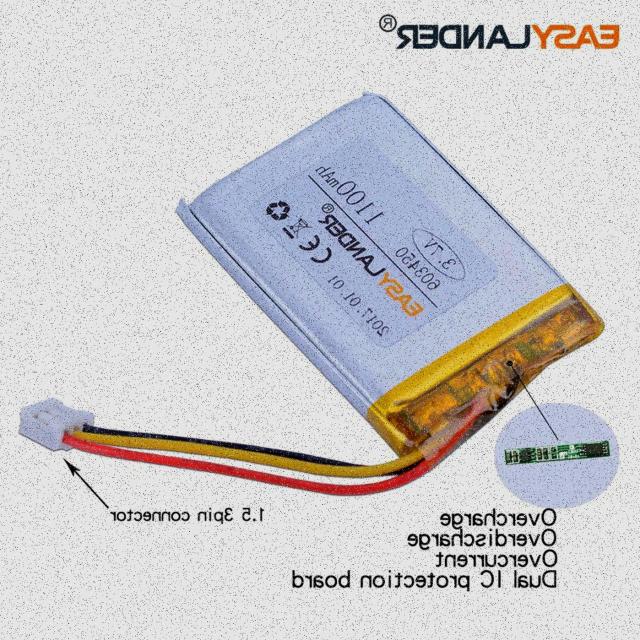 EASYLANDER®
1100mAh
3.7V
603450
EASYLANDER®
CE
2017.01.01
1.5 3pin connector
Overcharge
Overdischarge
Overcurrent
Dual IC protection board